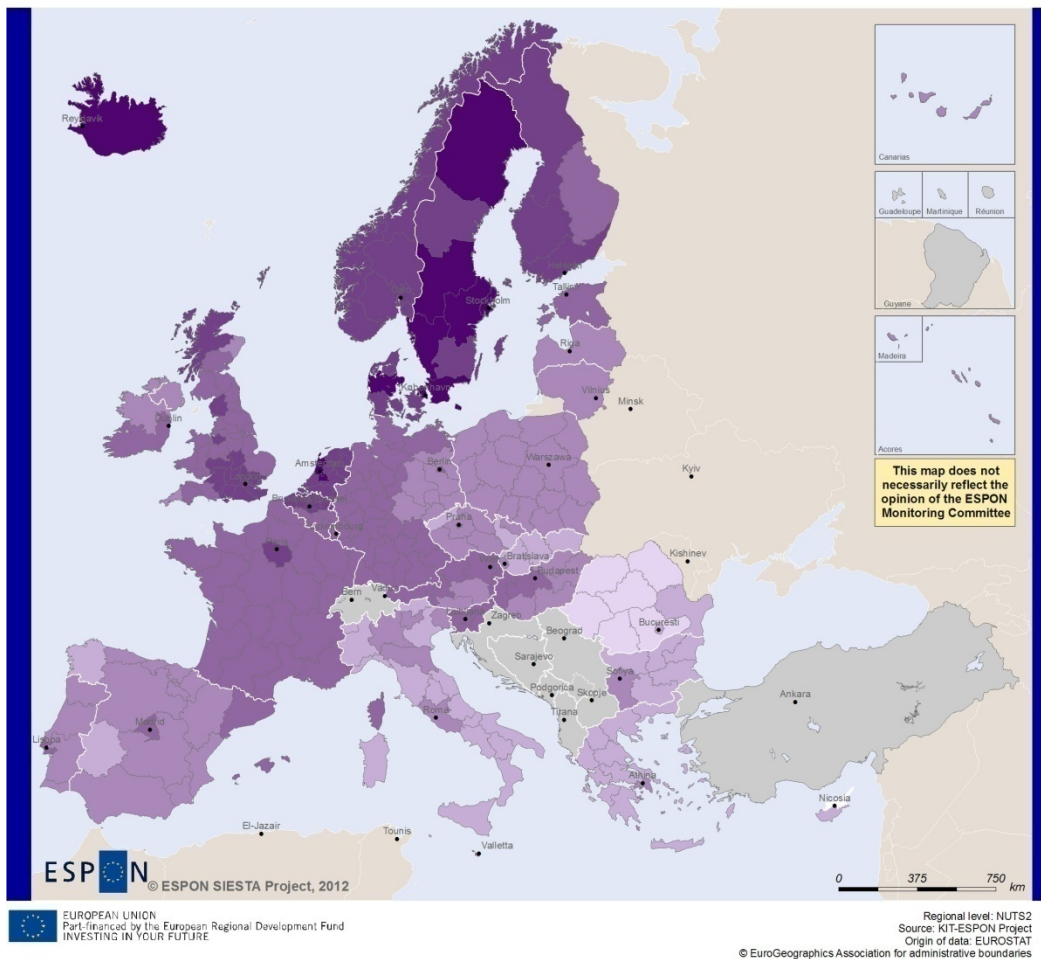 Reykjavík
Canarias
Guadeloupe
Martinique
Réunion
Guyane
Madeira
Acores
This map does not
necessarily reflect the
opinion of the ESPON
Monitoring Committee
Helsinki
Tallinn
Oslo
Stockholm
Riga
København
Vilnius
Minsk
Dublin
Amsterdam
London
Berlin
Warszawa
Kyiv
Praha
Paris
Kishinev
Bratislava
Budapest
Bern
Vaduz
Zagreb
Beograd
Bucuresti
Sarajevo
Sofiya
Podgorica
Skopje
Roma
Tirana
Ankara
Madrid
Lisboa
Athina
Nicosia
El-Jazair
Tounis
Valletta
ESPON
© ESPON SIESTA Project, 2012
0 375 750
km
EUROPEAN UNION
Part-financed by the European Regional Development Fund
INVESTING IN YOUR FUTURE
Regional level: NUTS2
Source: KIT-ESPON Project
Origin of data: EUROSTAT
© EuroGeographics Association for administrative boundaries